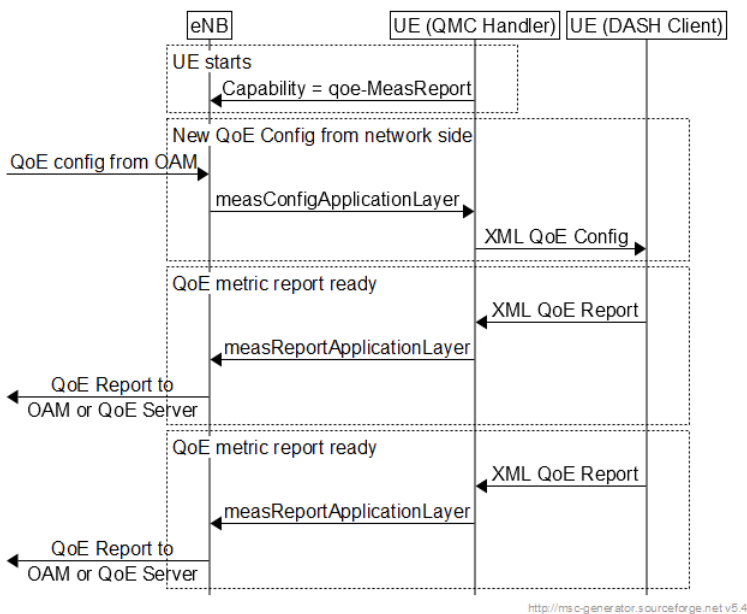 eNB
UE (QMC Handler)
UE (DASH Client)
UE starts
Capability = qoe-MeasReport
New QoE Config from network side
QoE config from OAM
measConfigApplicationLayer
XML QoE Config
QoE metric report ready
XML QoE Report
measReportApplicationLayer
QoE Report to
OAM or QoE Server
QoE metric report ready
XML QoE Report
measReportApplicationLayer
QoE Report to
OAM or QoE Server
http://msc-generator.sourceforge.net v5.4